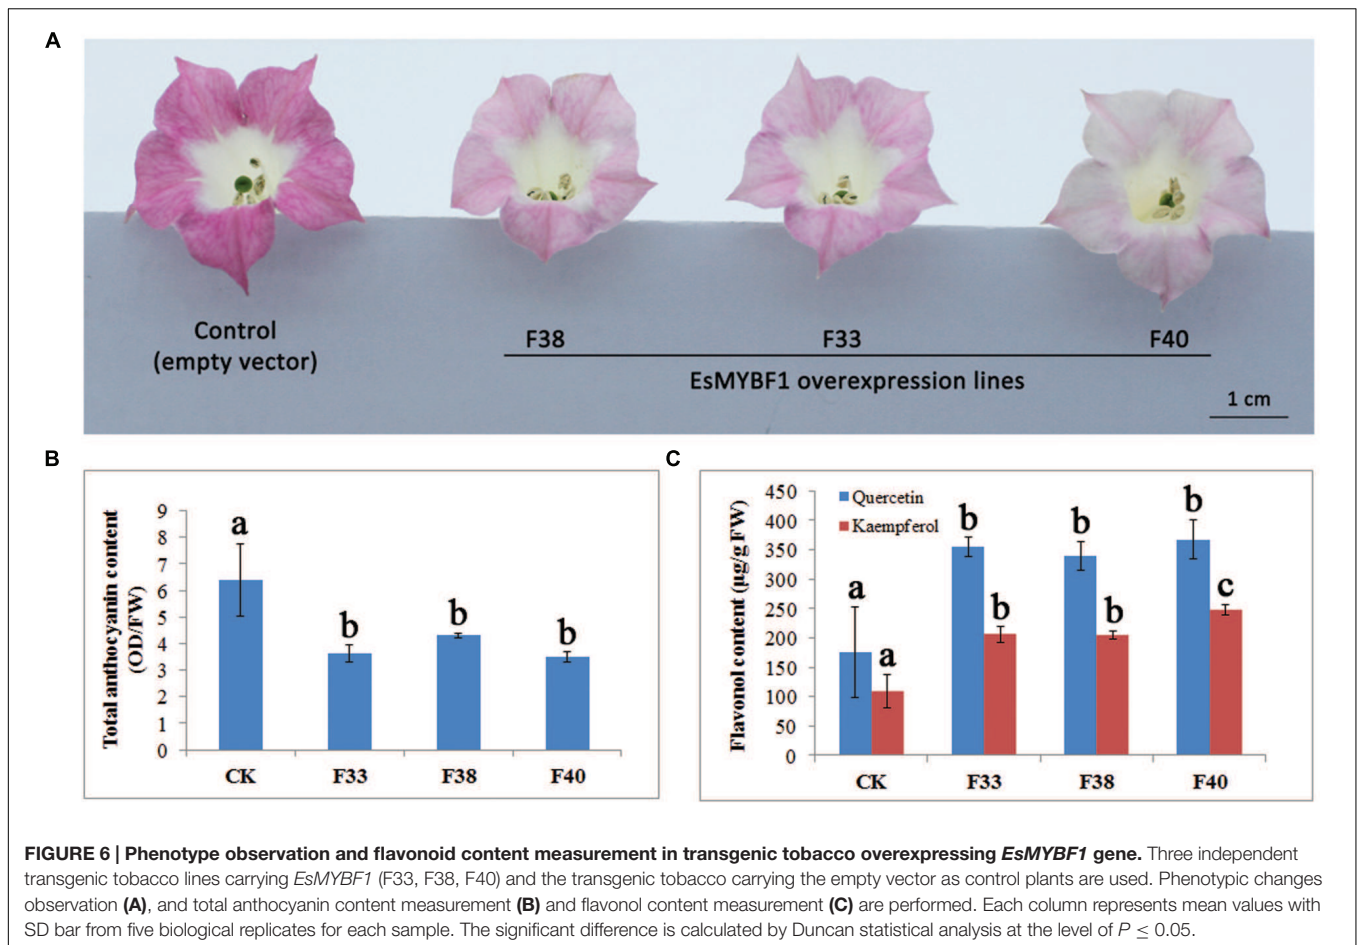 A
Control
(empty vector)
F38
F33
F40
EsMYBF1 overexpression lines
1 cm
B
Total anthocyanin content
(OD/FW)
9
8
7
6
5
4
3
2
1
0
a
b
b
b
CK
F33
F38
F40
C
Flavonol content (µg/g FW)
450
400
350
300
250
200
150
100
50
0
Quercetin
Kaempferol
a
a
b
b
b
b
b
c
CK
F33
F38
F40
FIGURE 6 | Phenotype observation and flavonoid content measurement in transgenic tobacco overexpressing EsMYBF1 gene. Three independent
transgenic tobacco lines carrying EsMYBF1 (F33, F38, F40) and the transgenic tobacco carrying the empty vector as control plants are used. Phenotypic changes
observation (A), and total anthocyanin content measurement (B) and flavonol content measurement (C) are performed. Each column represents mean values with
SD bar from five biological replicates for each sample. The significant difference is calculated by Duncan statistical analysis at the level of P ≤ 0.05.